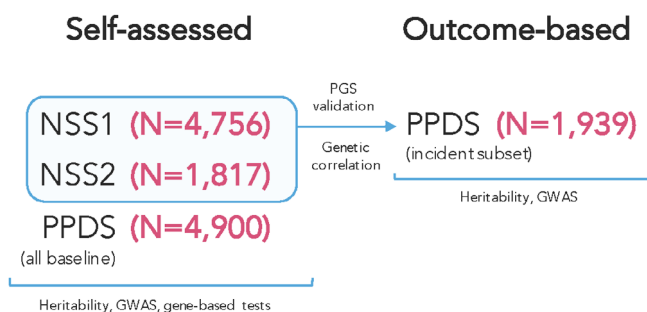 Self-assessed
NSS1 (N=4,756)
NSS2 (N=1,817)
PPDS (N=4,900)
(all baseline)
Heritability, GWAS, gene-based tests
PGS
validation
Genetic
correlation
Outcome-based
PPDS (N=1,939)
(incident subset)
Heritability, GWAS